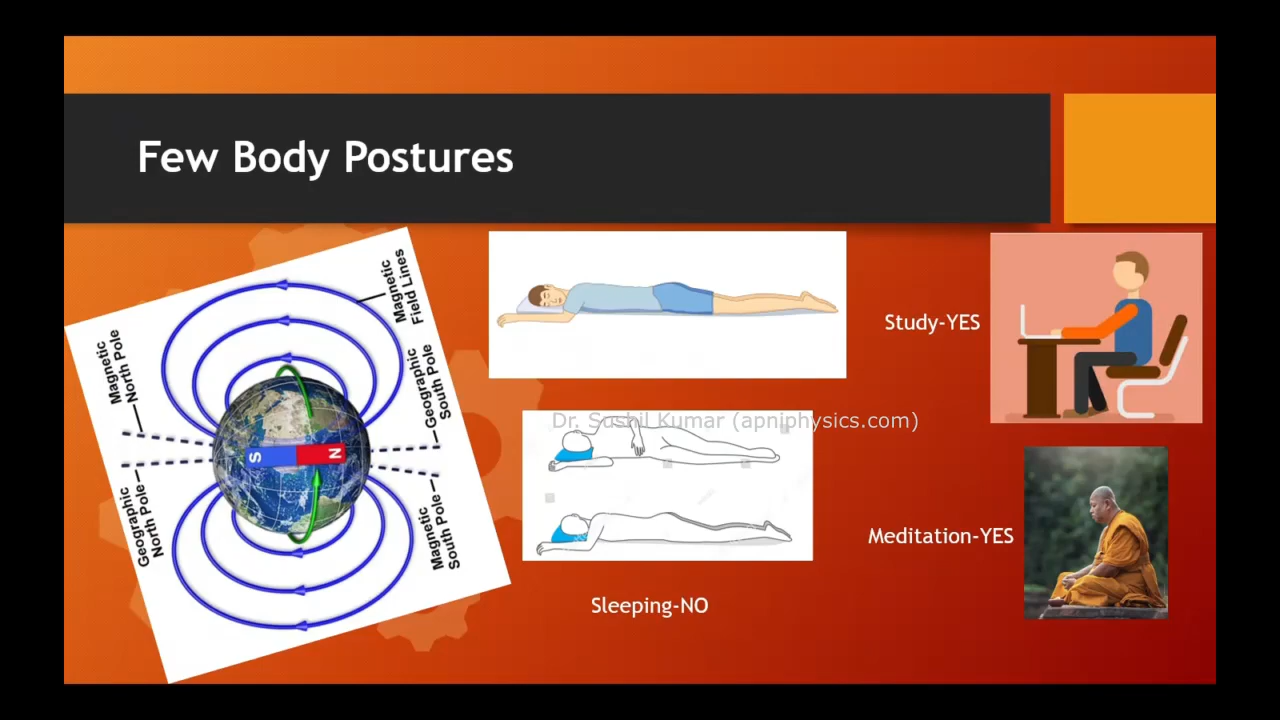 Few Body Postures
Magnetic
North Pole
Magnetic
Field Lines
Geographic
South Pole
S
N
Geographic
North Pole
Magnetic
South Pole
Dr. Sushil Kumar (apniphysics.com)
Sleeping-NO
Study-YES
Meditation-YES